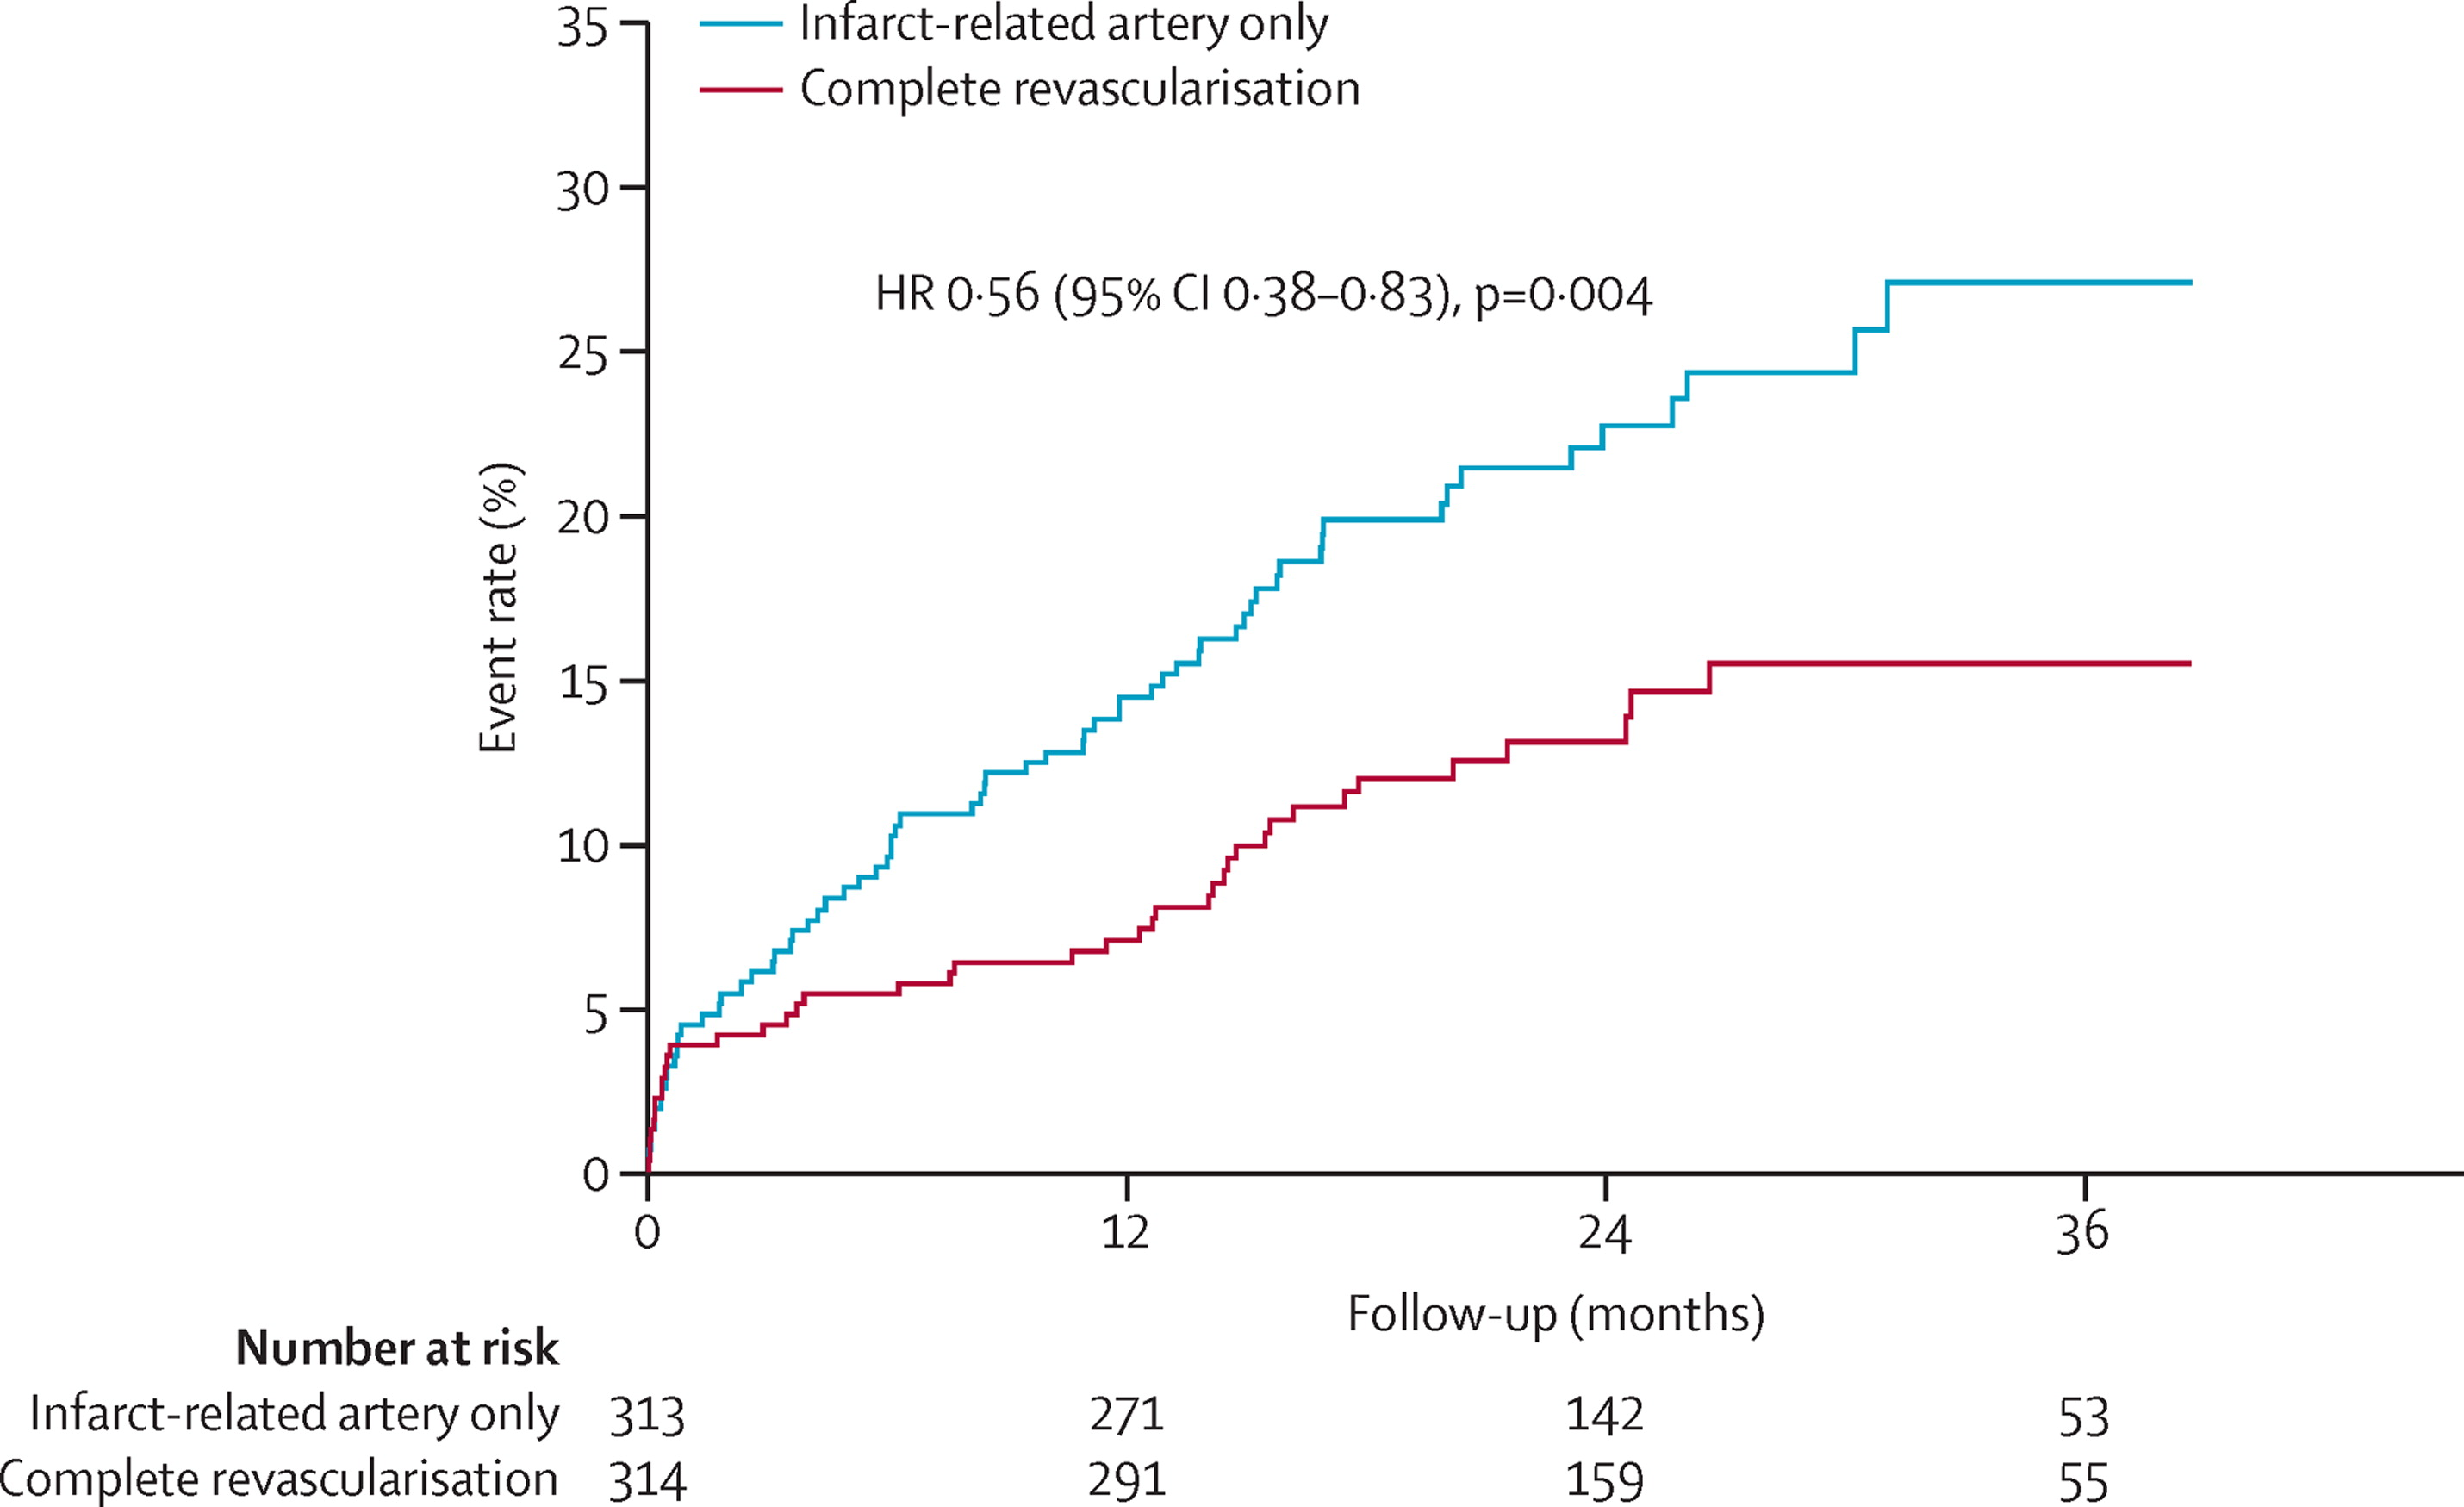 Infarct-related artery only
Complete revascularisation
35
30
25
20
15
10
5
0
Event rate (%)
HR 0·56 (95% CI 0·38–0·83), p=0·004
0 12 24 36
Follow-up (months)
Number at risk
Infarct-related artery only 313 271 142 53
Complete revascularisation 314 291 159 55